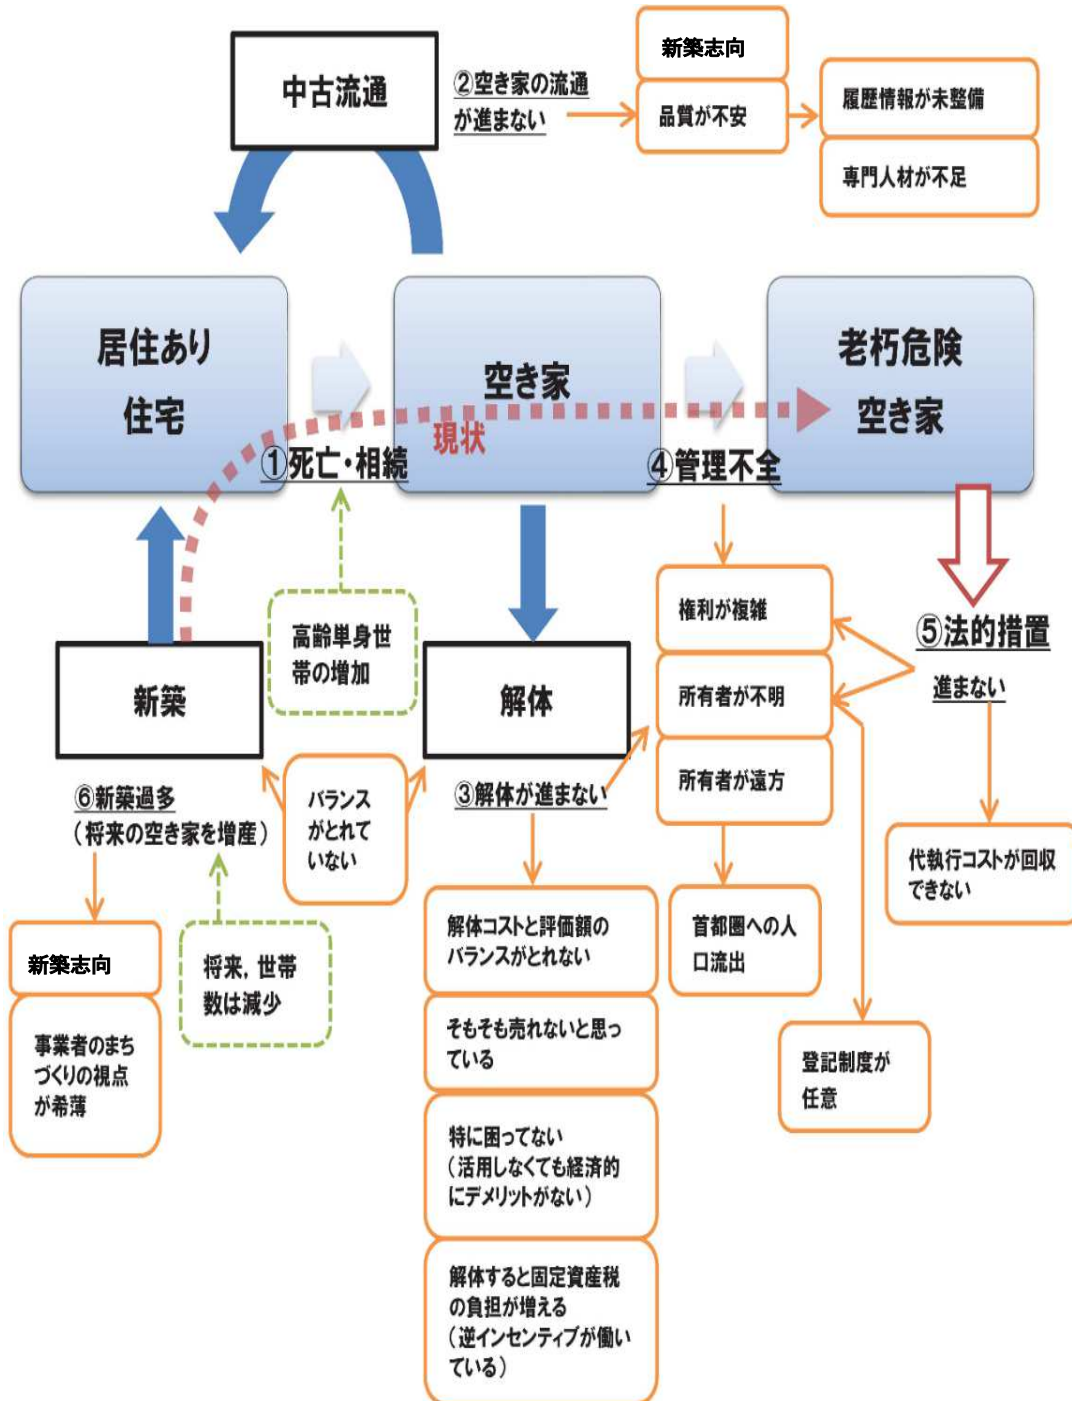 中古流通
②空き家の流通
が進まない
新築志向
品質が不安
履歴情報が未整備
専門人材が不足
居住あり
住宅
空き家
老朽危険
空き家
現状
①死亡・相続
④管理不全
高齢単身世
帯の増加
権利が複雑
所有者が不明
所有者が遠方
⑤法的措置
進まない
新築
解体
⑥新築過多
（将来の空き家を増産）
バランス
がとれて
いない
③解体が進まない
代執行コストが回収
できない
新築志向
事業者のまち
づくりの視点
が希薄
将来，世帯
数は減少
解体コストと評価額の
バランスがとれない
そもそも売れないと思っ
ている
特に困ってない
（活用しなくても経済的
にデメリットがない）
解体すると固定資産税
の負担が増える
（逆インセンティブが働い
ている）
首都圏への人
口流出
登記制度が
任意